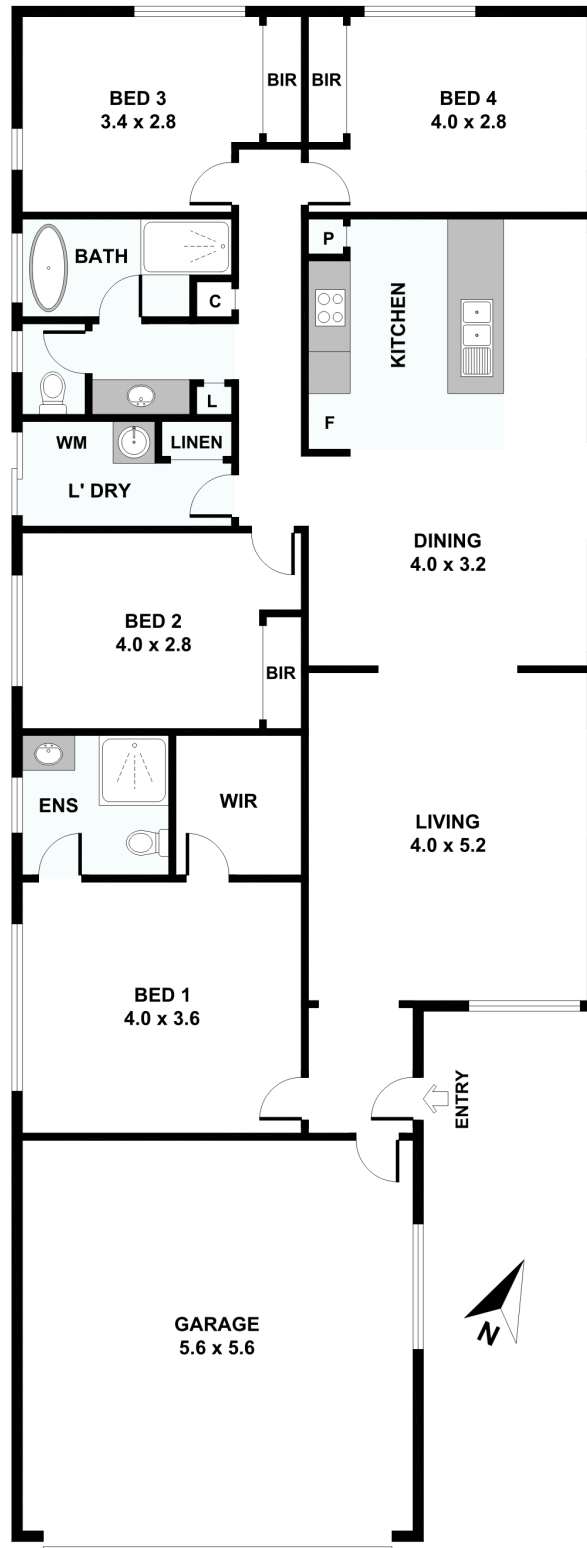 BED 3
3.4 x 2.8
BIR
BIR
BED 4
4.0 x 2.8
BATH
P
C
KITCHEN
L
F
WM
LINEN
L' DRY
DINING
4.0 x 3.2
BED 2
4.0 x 2.8
BIR
ENS
WIR
LIVING
4.0 x 5.2
BED 1
4.0 x 3.6
ENTRY
GARAGE
5.6 x 5.6
N